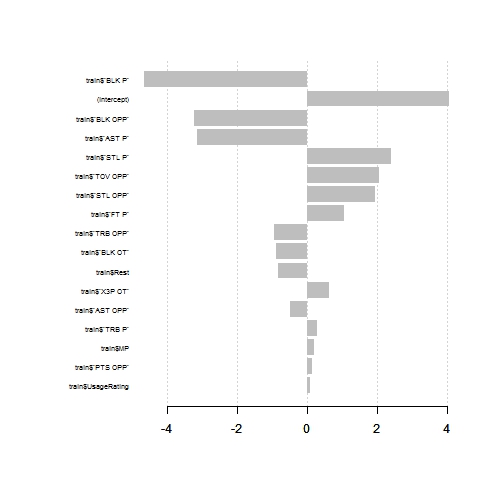 train$`BLK P`
(Intercept)
train$`BLK OPP`
train$`AST P`
train$`STL P`
train$`TOV OPP`
train$`STL OPP`
train$`FT P`
train$`TRB OPP`
train$`BLK OT`
train$Rest
train$`X3P OT`
train$`AST OPP`
train$`TRB P`
train$MP
train$`PTS OPP`
train$UsageRating
-4 -2 0 2 4